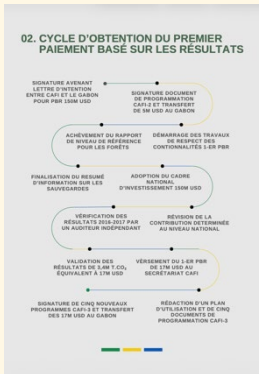 02. CYCLE D'OBTENTION DU PREMIER
PAIEMENT BASÉ SUR LES RÉSULTATS
SIGNATURE AVENANT
LETTRE D'INTENTION
ENTRE CAFI ET LE GABON
POUR PBR 150M USD
SIGNATURE DOCUMENT
DE PROGRAMMATION
CAFI-2 ET TRANSFERT
DE 5M USD AU GABON
ACHÈVEMENT DU RAPPORT
DE NIVEAU DE RÉFÉRENCE
POUR LES FORÊTS
DÉMARRAGE DES TRAVAUX
DE RESPECT DES
CONTIONNALITÉS 1-ER PBR
FINALISATION DU RESUMÉ
D'INFORMATION SUR LES
SAUVEGARDES
ADOPTION DU CADRE
NATIONAL
D'INVESTISSEMENT 150M USD
VÉRIFICATION DES
RÉSULTATS 2016-2017 PAR
UN AUDITEUR INDÉPENDANT
RÉVISION DE LA
CONTRIBUTION DETERMINÉE
AU NIVEAU NATIONAL
VALIDATION DES
RÉSULTATS DE 3,4M T.CO₂
ÉQUIVALENT À 17M USD
VERSEMENT DU 1-ER PBR
DE 17M USD AU
SECRÉTARIAT CAFI
SIGNATURE DE CINQ NOUVEAUX
PROGRAMMES CAFI-3 ET TRANSFERT
DES 17M USD AU GABON
RÉDACTION D'UN PLAN
D'UTILISATION ET DE CINQ
DOCUMENTS DE
PROGRAMMATION CAFI-3